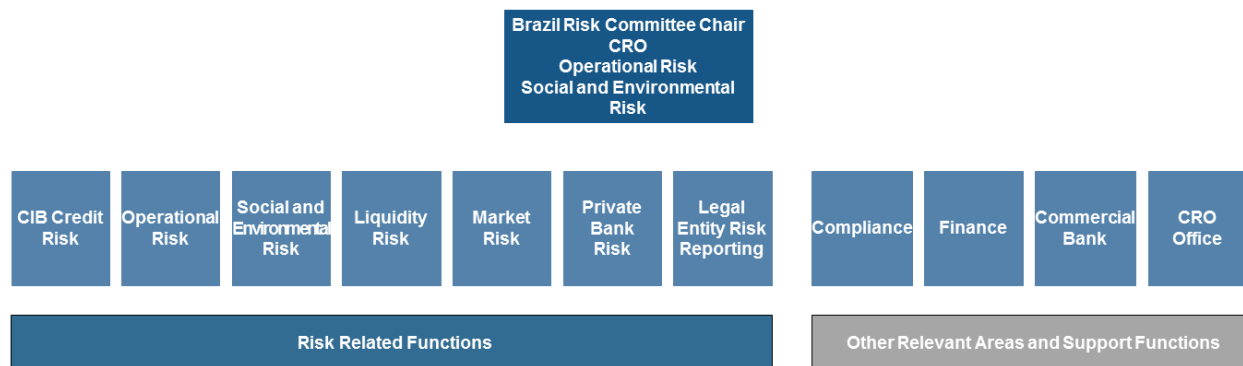 Brazil Risk Committee Chair
CRO
Operational Risk
Social and Environmental
Risk
CIB Credit
Risk
Operational
Risk
Social and
Environmental
Risk
Liquidity
Risk
Market
Risk
Private
Bank
Risk
Legal
Entity Risk
Reporting
Compliance
Finance
Commercial
Bank
CRO
Office
Risk Related Functions
Other Relevant Areas and Support Functions